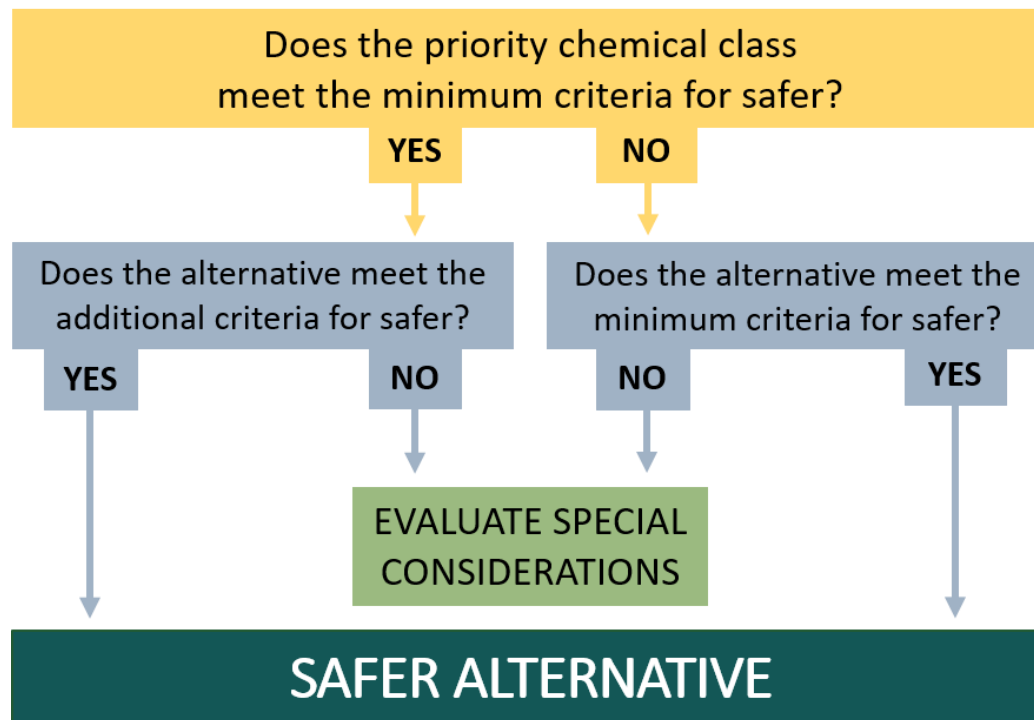 Does the priority chemical class
meet the minimum criteria for safer?
YES
NO
Does the alternative meet the
additional criteria for safer?
YES
NO
Does the alternative meet the
minimum criteria for safer?
NO
YES
EVALUATE SPECIAL
CONSIDERATIONS
SAFER ALTERNATIVE